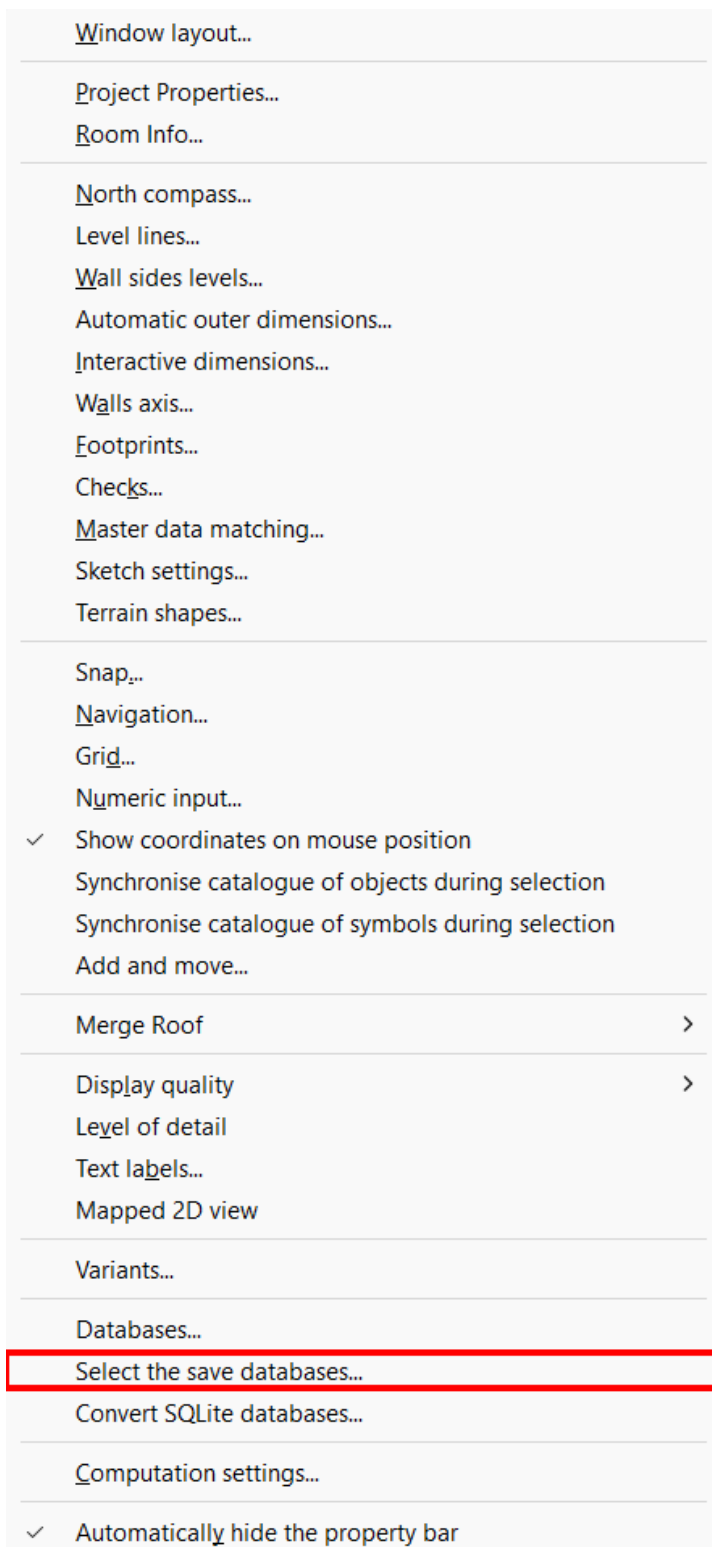 Window layout...
Project Properties...
Room Info...
North compass...
Level lines...
Wall sides levels...
Automatic outer dimensions...
Interactive dimensions...
Walls axis...
Footprints...
Checks...
Master data matching...
Sketch settings...
Terrain shapes...
Snap...
Navigation...
Grid...
Numeric input...
Show coordinates on mouse position
Synchronise catalogue of objects during selection
Synchronise catalogue of symbols during selection
Add and move...
Merge Roof
Display quality
Level of detail
Text labels...
Mapped 2D view
Variants...
Databases...
Select the save databases...
Convert SQLite databases...
Computation settings...
Automatically hide the property bar